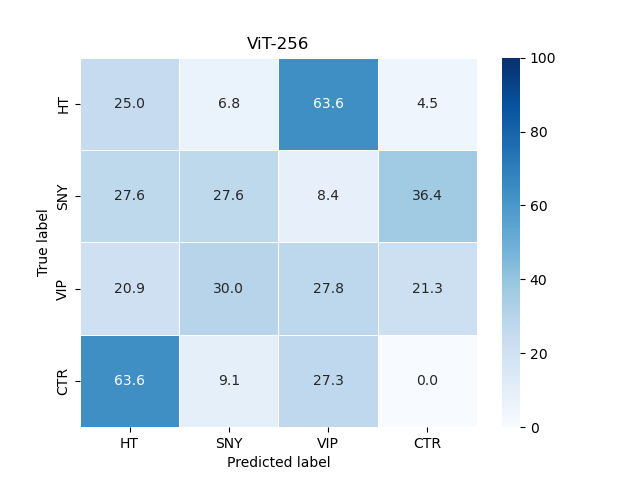 ViT-256
HT 25.0 6.8 63.6 4.5
SNY 27.6 27.6 8.4 36.4
VIP 20.9 30.0 27.8 21.3
CTR 63.6 9.1 27.3 0.0
HT SNY VIP CTR
Predicted label
True label
100
80
60
40
20
0